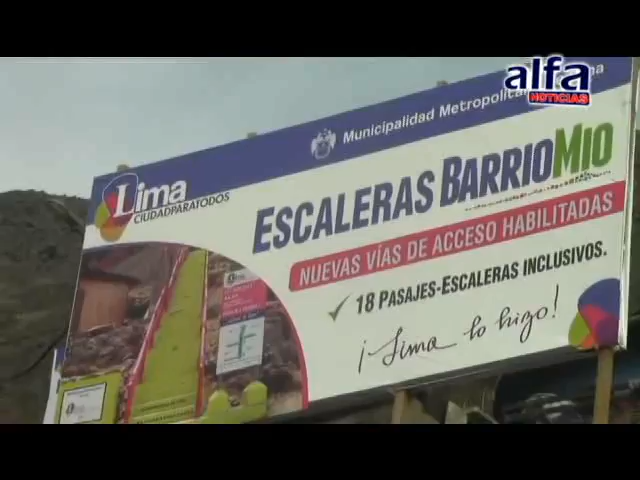 alfa
NOTICIAS
Municipalidad Metropolitana
Lima
CIUDADPARATODOS
ESCALERAS BARRIOMIO
NUEVAS VÍAS DE ACCESO HABILITADAS
18 PASAJES-ESCALERAS INCLUSIVOS.
¡Lima lo hizo!